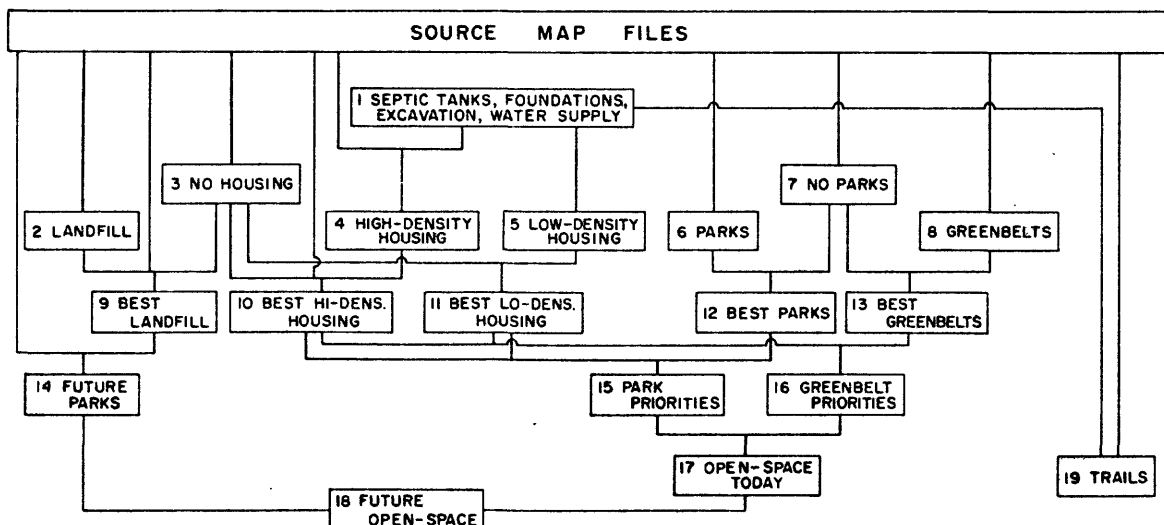 SOURCE MAP FILES
1 SEPTIC TANKS, FOUNDATIONS,
EXCAVATION, WATER SUPPLY
3 NO HOUSING
7 NO PARKS
2 LANDFILL
4 HIGH-DENSITY
HOUSING
5 LOW-DENSITY
HOUSING
6 PARKS
8 GREENBELTS
9 BEST
LANDFILL
10 BEST HI-DENS.
HOUSING
11 BEST LO-DENS.
HOUSING
12 BEST PARKS
13 BEST
GREENBELTS
14 FUTURE
PARKS
15 PARK
PRIORITIES
16 GREENBELT
PRIORITIES
17 OPEN-SPACE
TODAY
19 TRAILS
18 FUTURE
OPEN-SPACE